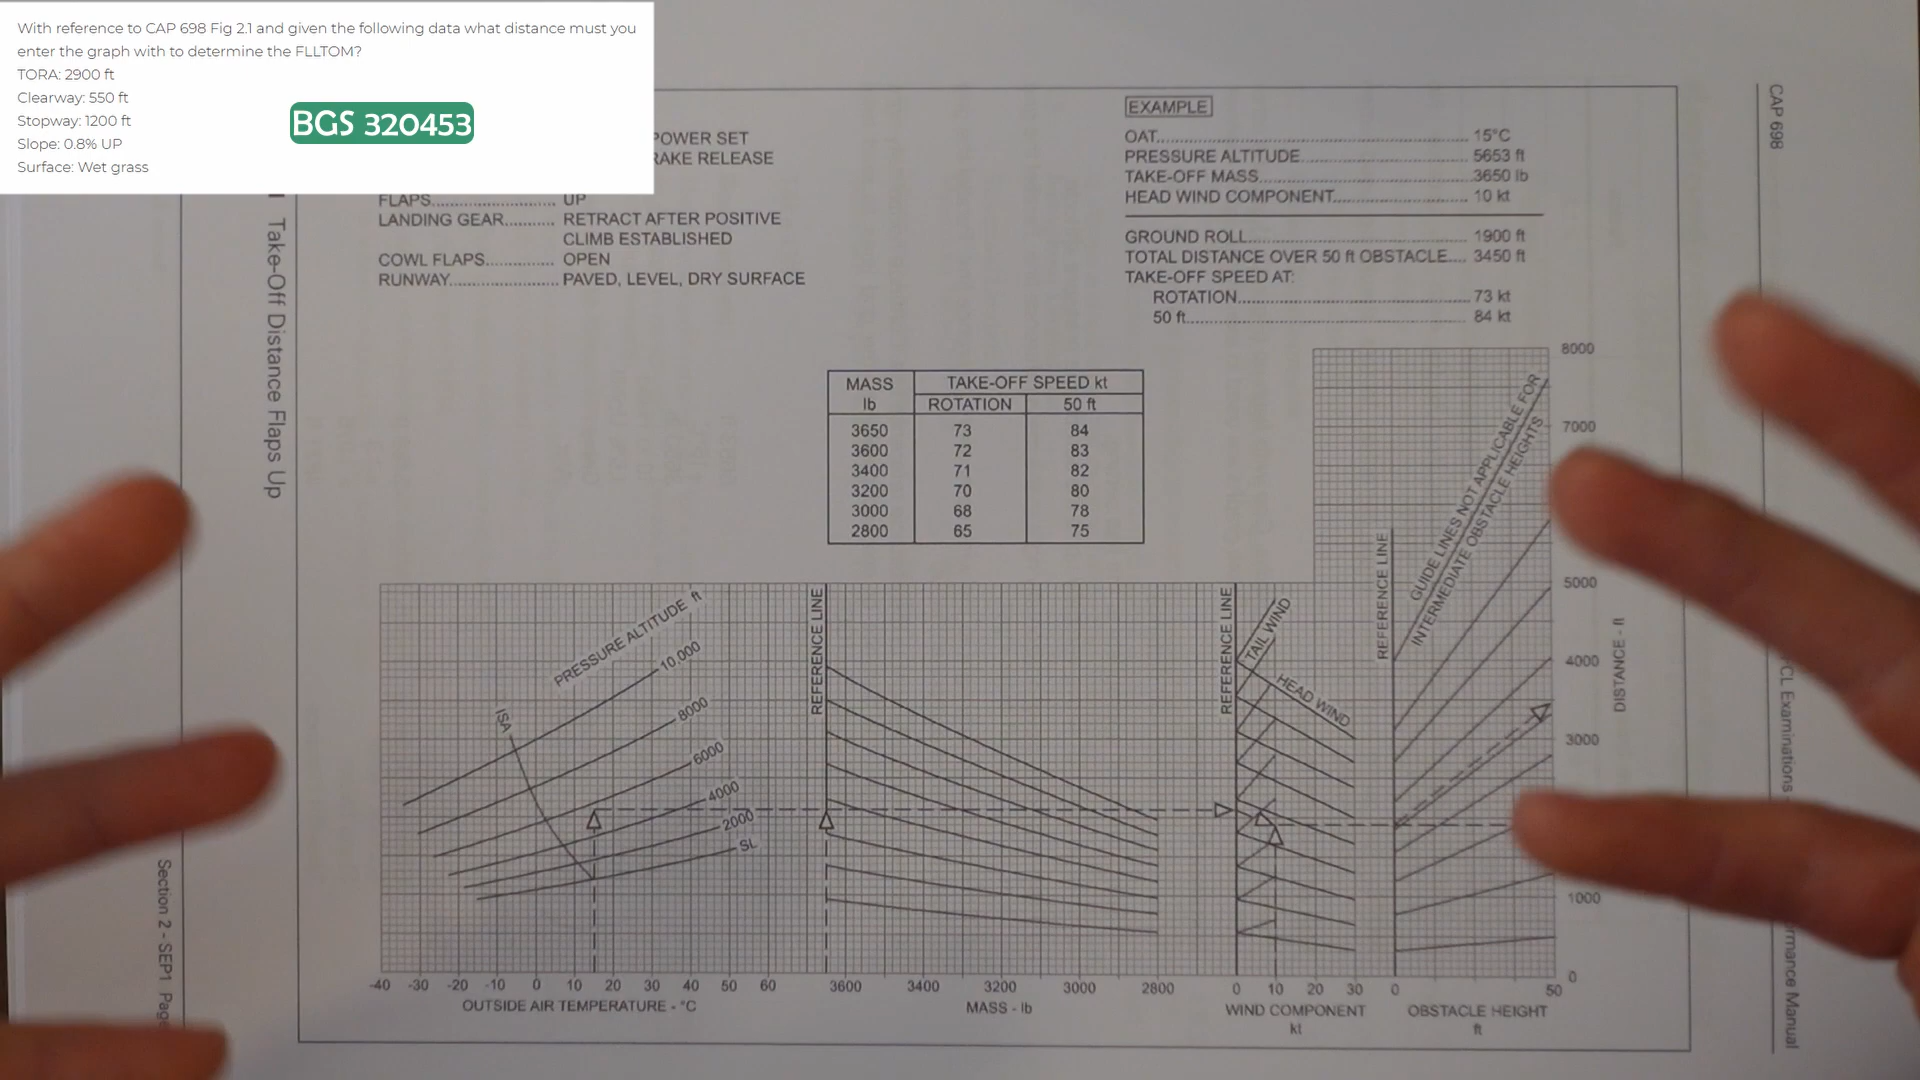 With reference to CAP 698 Fig 2.1 and given the following data what distance must you
enter the graph with to determine the FLLTOM?
TORA: 2900 ft
Clearway: 550 ft
Stopway: 1200 ft
Slope: 0.8% UP
Surface: Wet grass
BGS 320453
POWER SET
RAKE RELEASE
FLAPS.................... UP
LANDING GEAR.......... RETRACT AFTER POSITIVE
CLIMB ESTABLISHED
COWL FLAPS............... OPEN
RUNWAY....................... PAVED, LEVEL, DRY SURFACE
EXAMPLE
OAT.................... 15°C
PRESSURE ALTITUDE.................... 5653 ft
TAKE-OFF MASS.................... 3650 lb
HEAD WIND COMPONENT.................... 10 kt
GROUND ROLL.................... 1900 ft
TOTAL DISTANCE OVER 50 ft OBSTACLE.... 3450 ft
TAKE-OFF SPEED AT:
ROTATION.................... 73 kt
50 ft.................... 84 kt
CAP 698
Take-Off Distance Flaps Up
MASS TAKE-OFF SPEED kt
lb ROTATION 50 ft
3650 73 84
3600 72 83
3400 71 82
3200 70 80
3000 68 78
2800 65 75
PRESSURE ALTITUDE ft
10,000
8000
6000
4000
2000
SL
ISA
REFERENCE LINE
REFERENCE LINE
TAIL WIND
HEAD WIND
REFERENCE LINE
GUIDE LINES NOT APPLICABLE FOR
INTERMEDIATE OBSTACLE HEIGHTS
8000
7000
5000
4000
3000
1000
0
DISTANCE - ft
-40 -30 -20 -10 0 10 20 30 40 50 60
OUTSIDE AIR TEMPERATURE - °C
3600 3400 3200 3000 2800
MASS - lb
0 10 20 30
WIND COMPONENT
kt
0 50
OBSTACLE HEIGHT
ft
Section 2 - SEP1 Page
CL Examinations -
rmance Manual